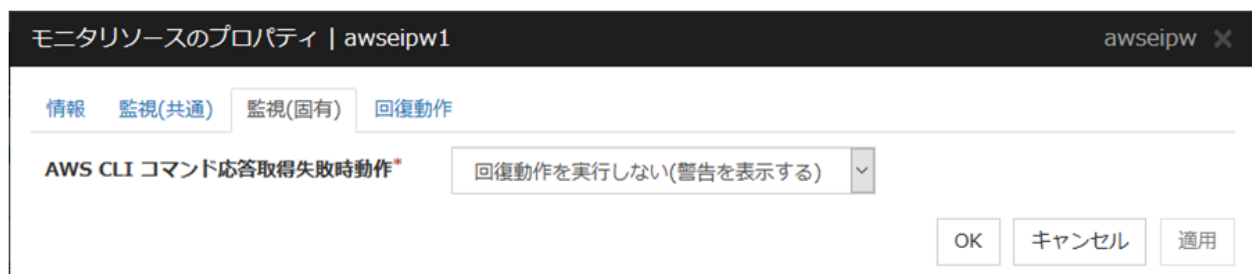 モニタリソースのプロパティ | awseipw1 awseipw ×
情報 監視(共通) 監視(固有) 回復動作
AWS CLI コマンド応答取得失敗時動作* 回復動作を実行しない(警告を表示する)
OK キャンセル 適用